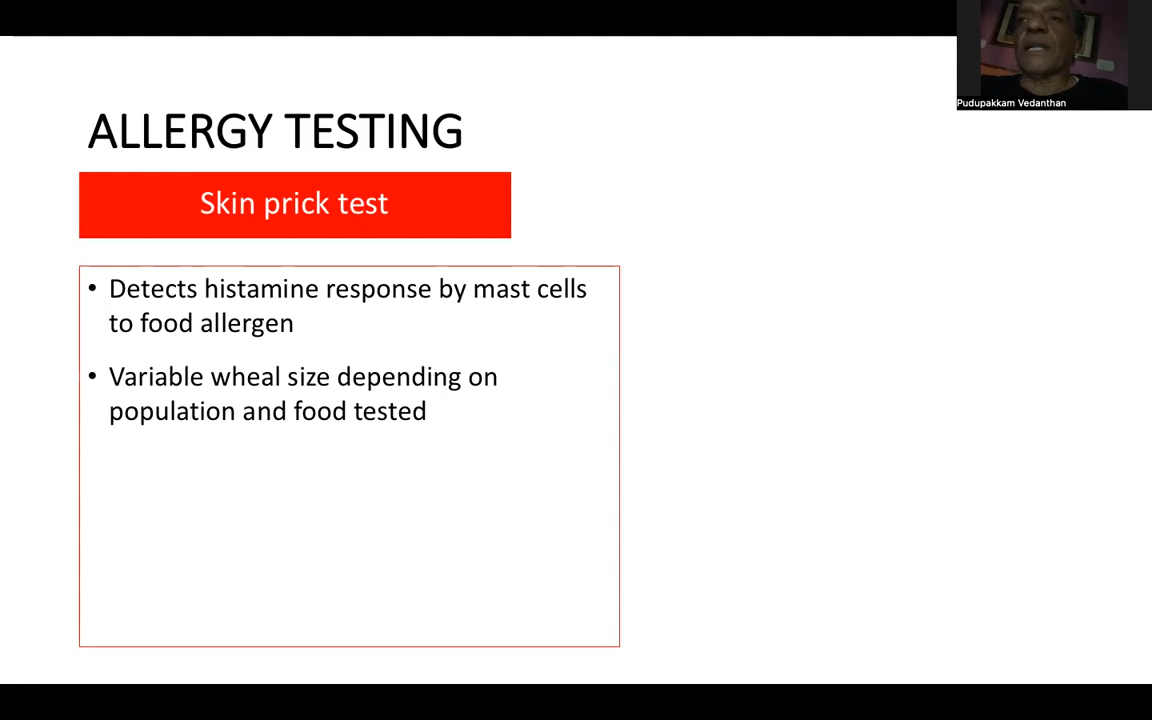 Pudupakkam Vedanthan
ALLERGY TESTING
Skin prick test
• Detects histamine response by mast cells
to food allergen
• Variable wheal size depending on
population and food tested